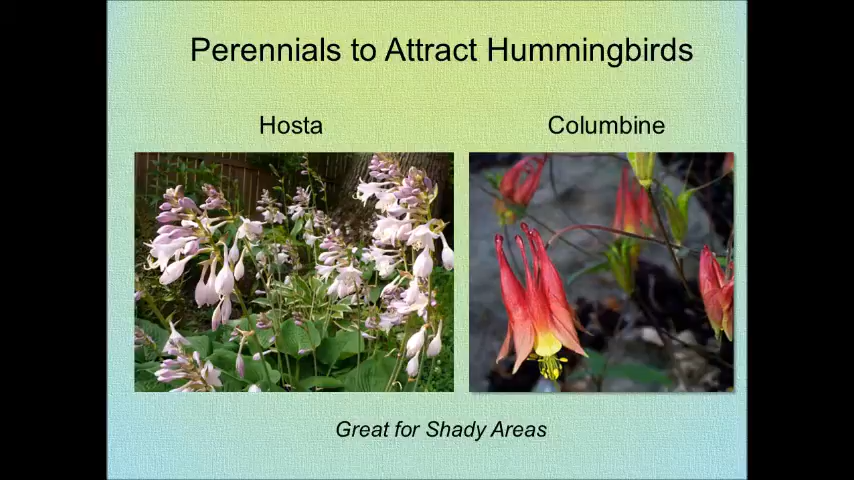 Perennials to Attract Hummingbirds
Hosta
Columbine
Great for Shady Areas